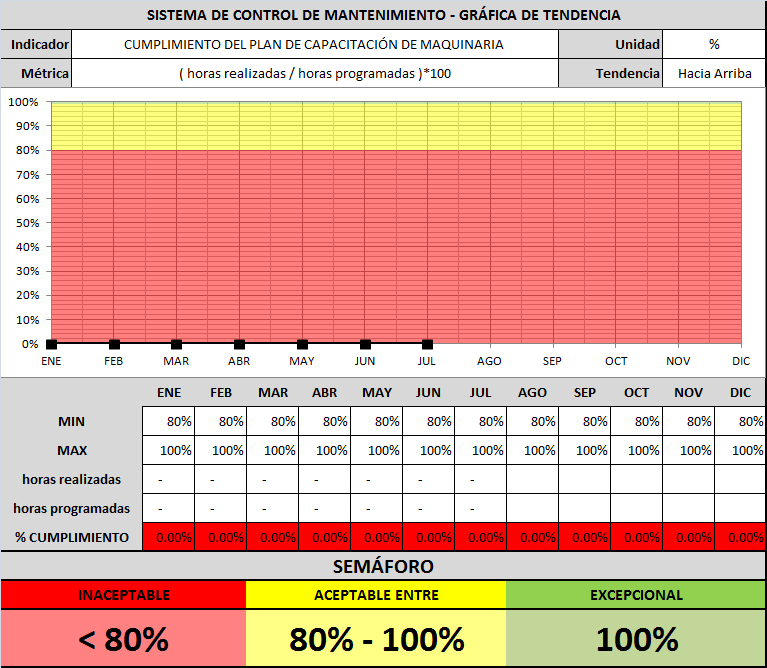 SISTEMA DE CONTROL DE MANTENIMIENTO - GRÁFICA DE TENDENCIA
Indicador CUMPLIMIENTO DEL PLAN DE CAPACITACIÓN DE MAQUINARIA Unidad %
Métrica ( horas realizadas / horas programadas )*100 Tendencia Hacia Arriba
100%
90%
80%
70%
60%
50%
40%
30%
20%
10%
0%
ENE FEB MAR ABR MAY JUN JUL AGO SEP OCT NOV DIC
ENE FEB MAR ABR MAY JUN JUL AGO SEP OCT NOV DIC
MIN 80% 80% 80% 80% 80% 80% 80% 80% 80% 80% 80% 80%
MAX 100% 100% 100% 100% 100% 100% 100% 100% 100% 100% 100% 100%
horas realizadas - - - - - - -
horas programadas - - - - - - -
% CUMPLIMIENTO 0.00% 0.00% 0.00% 0.00% 0.00% 0.00% 0.00% 0.00% 0.00% 0.00% 0.00% 0.00%
SEMÁFORO
INACEPTABLE ACEPTABLE ENTRE EXCEPCIONAL
< 80% 80% - 100% 100%